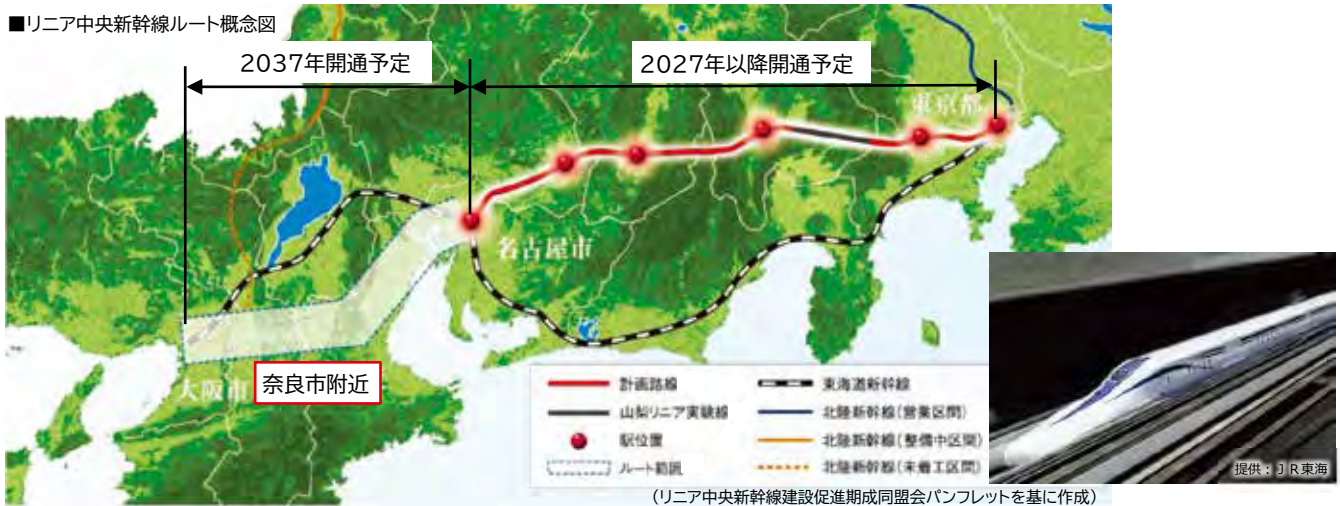 ■リニア中央新幹線ルート概念図
2037年開通予定
2027年以降開通予定
東京都
名古屋市
大阪市
奈良市附近
計画路線
東海道新幹線
山梨リニア実験線
北陸新幹線(営業区間)
駅位置
北陸新幹線(整備中区間)
ルート範囲
北陸新幹線(未着工区間)
提供:JR東海
(リニア中央新幹線建設促進期成同盟会パンフレットを基に作成)